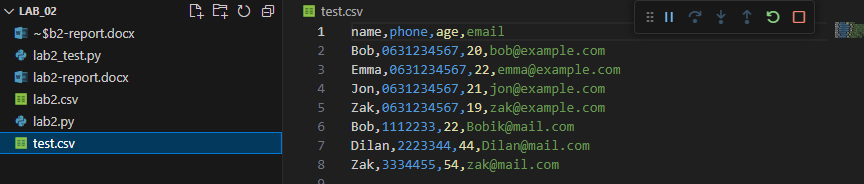 LAB_02
~$b2-report.docx
lab2_test.py
lab2-report.docx
lab2.csv
lab2.py
test.csv
test.csv
1 name,phone,age,email
2 Bob,0631234567,20,bob@example.com
3 Emma,0631234567,22,emma@example.com
4 Jon,0631234567,21,jon@example.com
5 Zak,0631234567,19,zak@example.com
6 Bob,1112233,22,Bobik@mail.com
7 Dilan,2223344,44,Dilan@mail.com
8 Zak,3334455,54,zak@mail.com
9